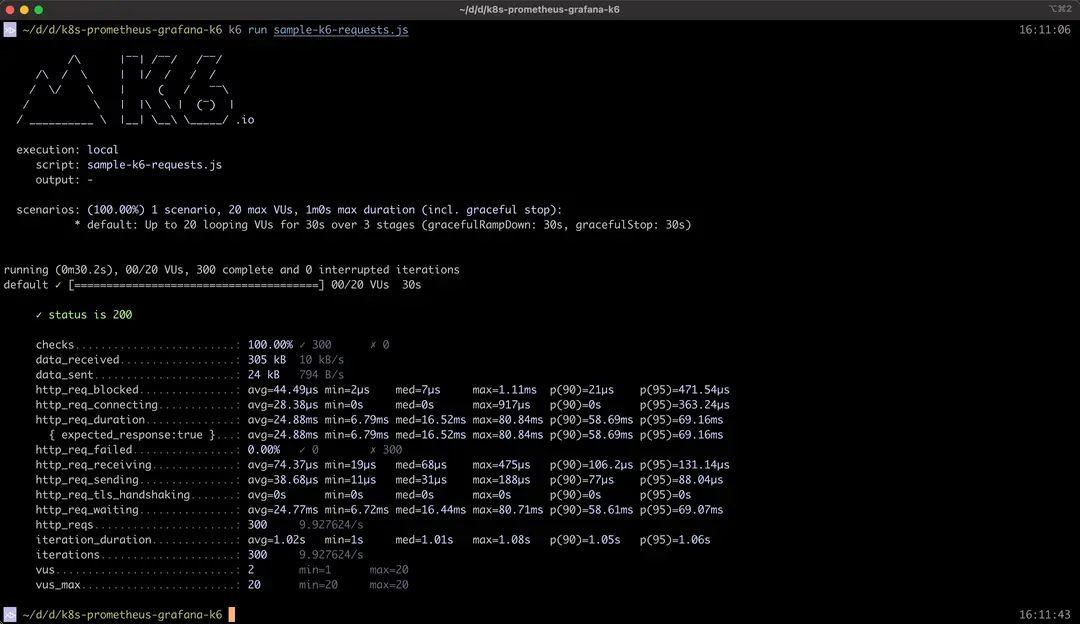 ~/d/d/k8s-prometheus-grafana-k6 ⌥⌘2
~/d/d/k8s-prometheus-grafana-k6 k6 run sample-k6-requests.js 16:11:06
          /\      |‾‾| /‾‾/   /‾‾/
     /\  /  \     |  |/  /   /  /
    /  \/    \    |     (   /   ‾‾\
   /          \   |  |\  \ |  (‾)  |
  / __________ \  |__| \__\ \_____/ .io
execution: local
script: sample-k6-requests.js
output: -
scenarios: (100.00%) 1 scenario, 20 max VUs, 1m0s max duration (incl. graceful stop):
* default: Up to 20 looping VUs for 30s over 3 stages (gracefulRampDown: 30s, gracefulStop: 30s)
running (0m30.2s), 00/20 VUs, 300 complete and 0 interrupted iterations
default ✓ [======================================] 00/20 VUs  30s
✓ status is 200
checks.........................: 100.00% ✓ 300      ✗ 0
data_received..................: 305 kB  10 kB/s
data_sent......................: 24 kB   794 B/s
http_req_blocked...............: avg=44.49µs min=2µs    med=7µs     max=1.11ms  p(90)=21µs    p(95)=471.54µs
http_req_connecting............: avg=28.38µs min=0s     med=0s      max=917µs   p(90)=0s      p(95)=363.24µs
http_req_duration..............: avg=24.88ms min=6.79ms med=16.52ms max=80.84ms p(90)=58.69ms p(95)=69.16ms
{ expected_response:true }...: avg=24.88ms min=6.79ms med=16.52ms max=80.84ms p(90)=58.69ms p(95)=69.16ms
http_req_failed................: 0.00%   ✓ 0        ✗ 300
http_req_receiving.............: avg=74.37µs min=19µs   med=68µs    max=475µs   p(90)=106.2µs p(95)=131.14µs
http_req_sending...............: avg=38.68µs min=11µs   med=31µs    max=188µs   p(90)=77µs    p(95)=88.04µs
http_req_tls_handshaking.......: avg=0s      min=0s     med=0s      max=0s      p(90)=0s      p(95)=0s
http_req_waiting...............: avg=24.77ms min=6.72ms med=16.44ms max=80.71ms p(90)=58.61ms p(95)=69.07ms
http_reqs......................: 300     9.927624/s
iteration_duration.............: avg=1.02s   min=1s     med=1.01s   max=1.08s   p(90)=1.05s   p(95)=1.06s
iterations.....................: 300     9.927624/s
vus............................: 2       min=1      max=20
vus_max........................: 20      min=20     max=20
~/d/d/k8s-prometheus-grafana-k6 16:11:43